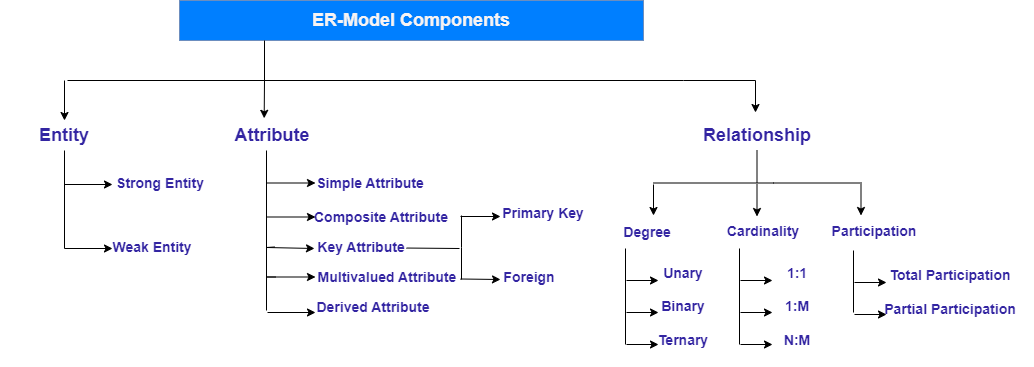 ER-Model Components
Entity
Attribute
Relationship
Strong Entity
Weak Entity
Simple Attribute
Composite Attribute
Key Attribute
Multivalued Attribute
Derived Attribute
Primary Key
Foreign
Degree
Unary
Binary
Ternary
Cardinality
1:1
1:M
N:M
Participation
Total Participation
Partial Participation